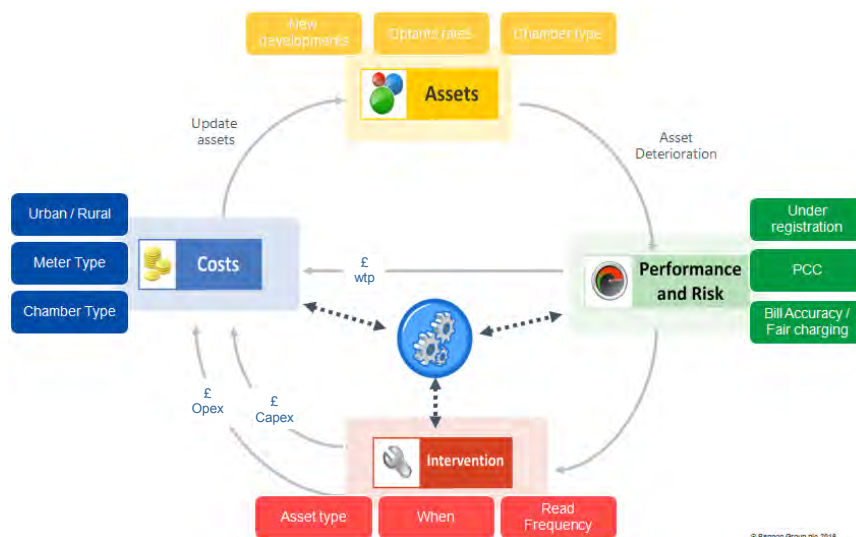 New
developments
Optants rates
Chamber type
Assets
Update
assets
Asset
Deterioration
Urban / Rural
Meter Type
Chamber Type
Costs
£
wtp
Performance
and Risk
Under
registration
PCC
Bill Accuracy /
Fair charging
£
Opex
£
Capex
Intervention
Asset type
When
Read
Frequency